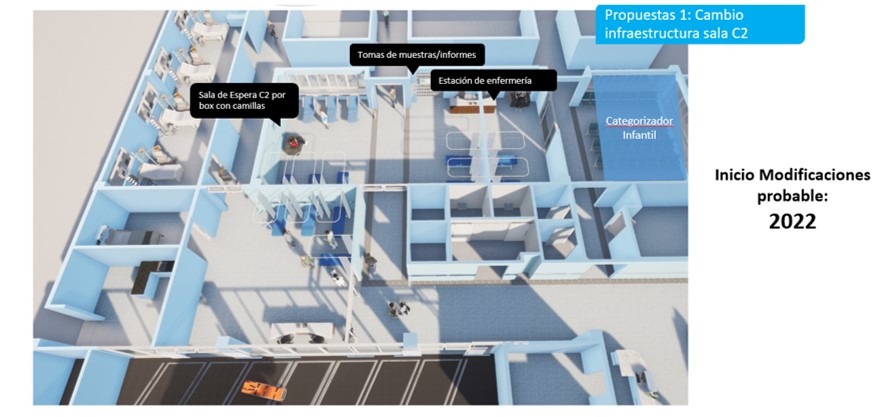 Propuestas 1: Cambio
infraestructura sala C2
Tomas de muestras/informes
Estación de enfermería
Sala de Espera C2 por
box con camillas
Categorizador
Infantil
Inicio Modificaciones
probable:
2022